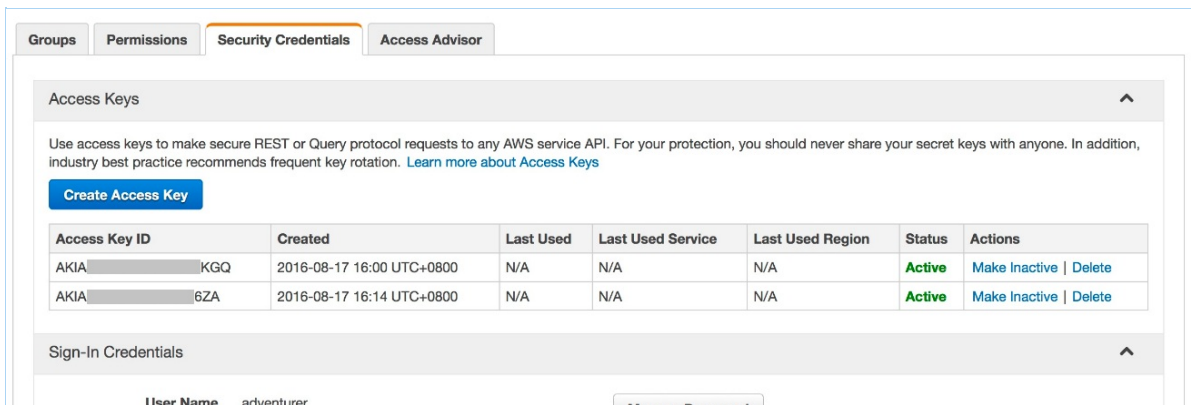 Groups Permissions Security Credentials Access Advisor
Access Keys
Use access keys to make secure REST or Query protocol requests to any AWS service API. For your protection, you should never share your secret keys with anyone. In addition,
industry best practice recommends frequent key rotation. Learn more about Access Keys
Create Access Key
Access Key ID Created Last Used Last Used Service Last Used Region Status Actions
AKIA KGQ 2016-08-17 16:00 UTC+0800 N/A N/A N/A Active Make Inactive | Delete
AKIA 6ZA 2016-08-17 16:14 UTC+0800 N/A N/A N/A Active Make Inactive | Delete
Sign-In Credentials
User Name adventurer